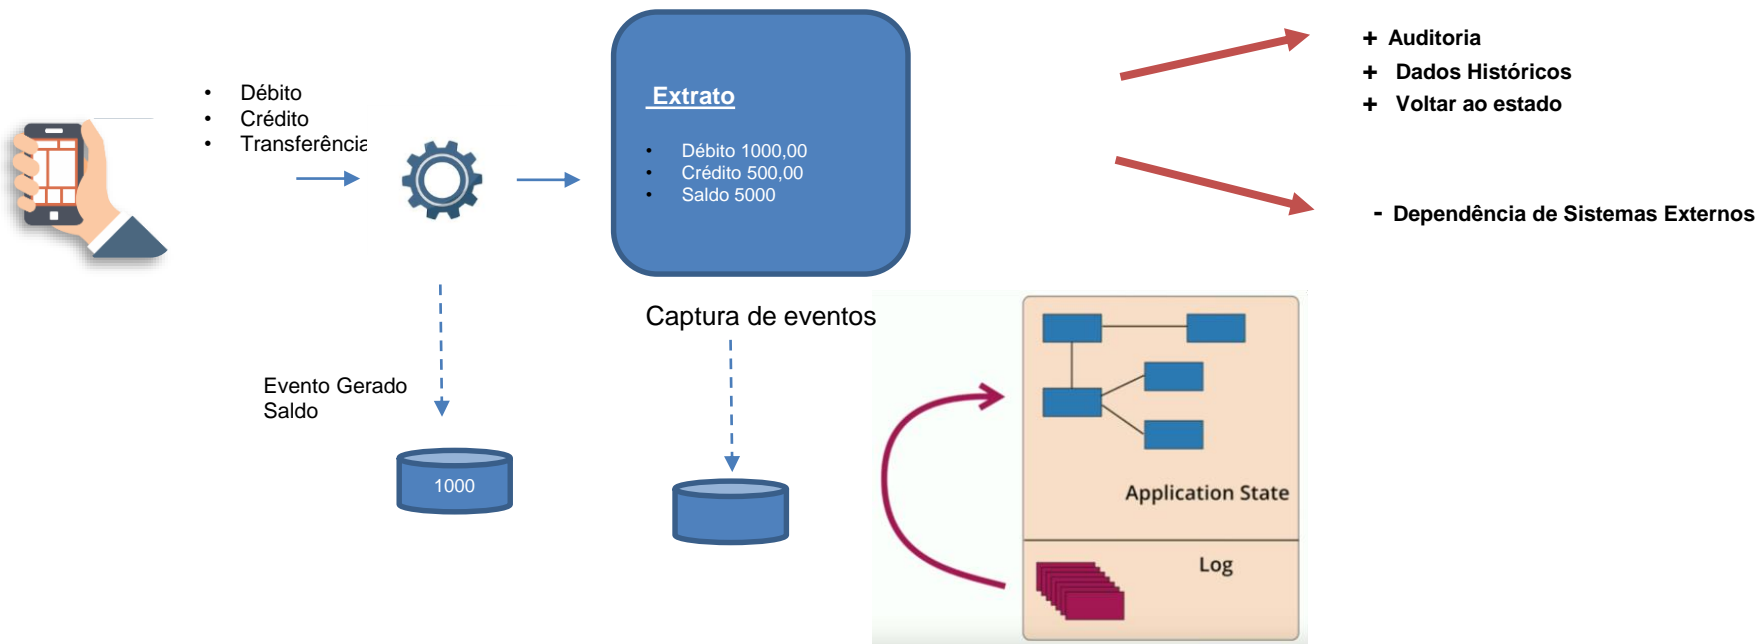 • Débito
• Crédito
• Transferência
Extrato
• Débito 1000,00
• Crédito 500,00
• Saldo 5000
+ Auditoria
+ Dados Históricos
+ Voltar ao estado
- Dependência de Sistemas Externos
Evento Gerado
Saldo
1000
Captura de eventos
Application State
Log